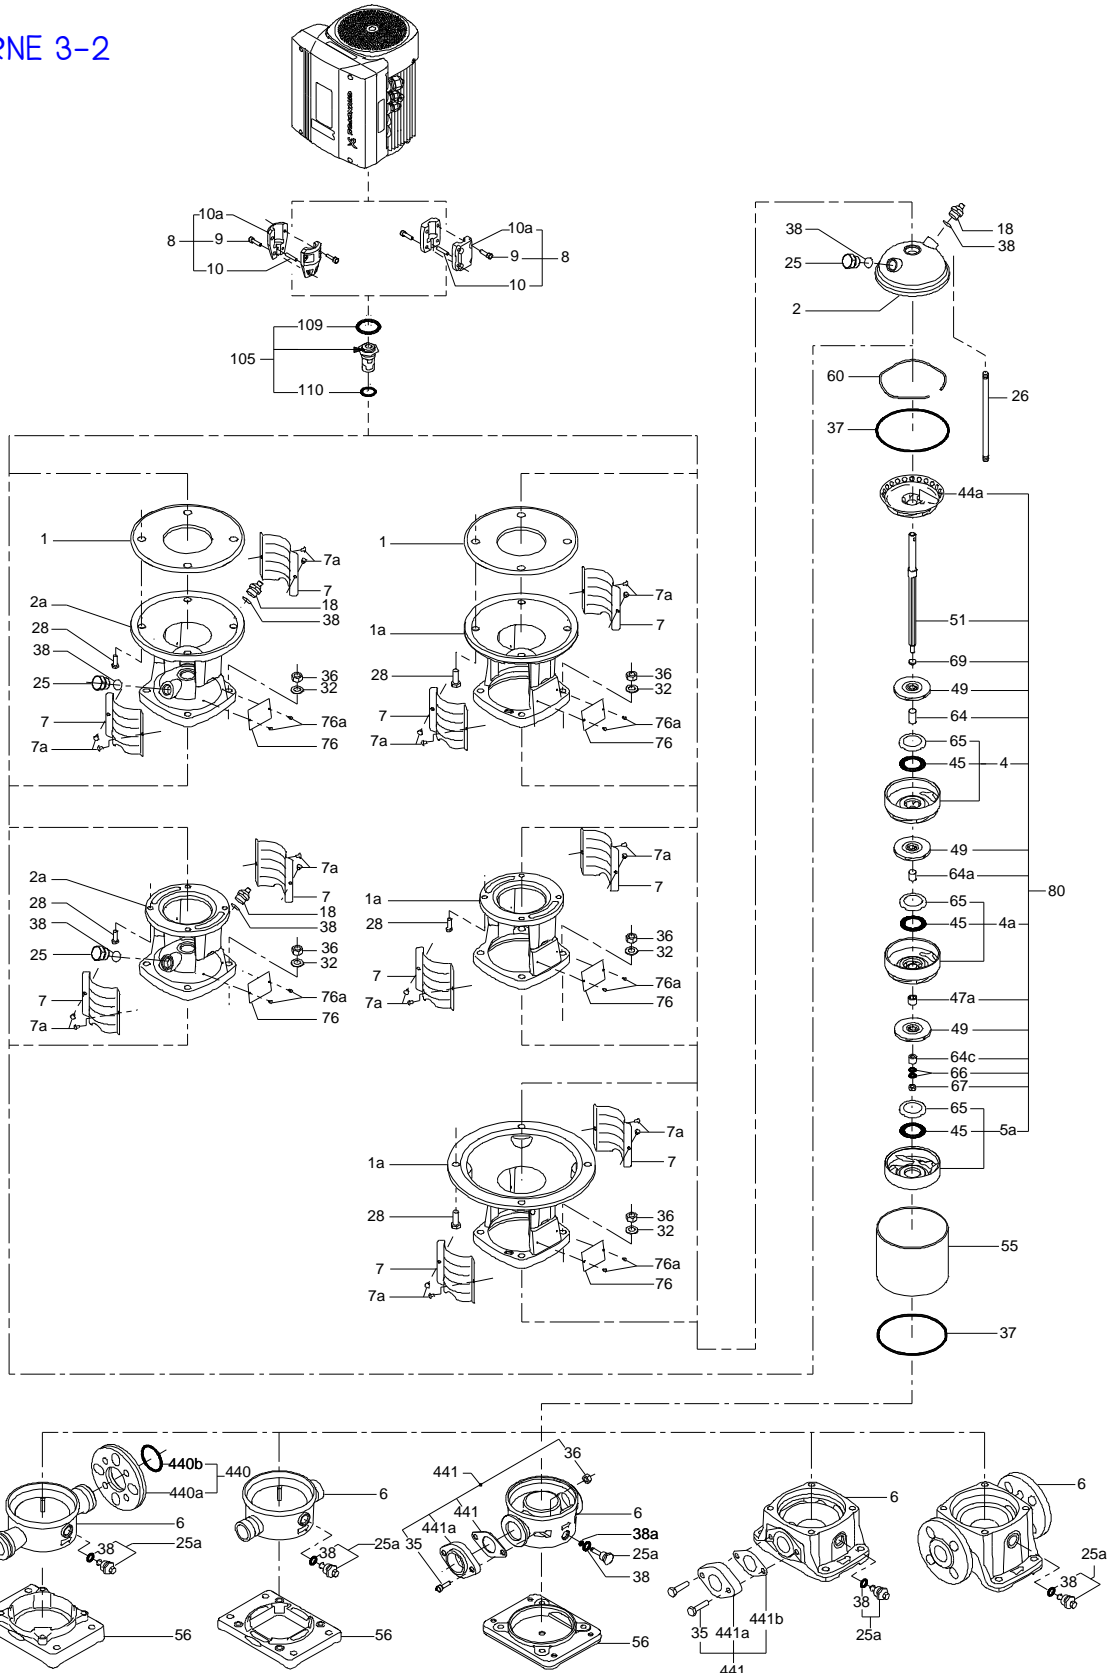 RNE 3-2
GRUNDFOS X
10a
8 9
10
10a
9 8
10
109
105
110
38 18
38
25
2
60
26
37
44a
51
69
49
64
65
45 4
49
64a
65
45 4a
80
47a
49
64c
66
67
65
45 5a
55
37
1
7a
7
2a 18
38
28
38 36
25 32
7 76a
7a 76
1
7a
7
1a
36
28 32
7 76a
7a 76
7a
2a 7
28 18
38 38
36
25 32
7 76a
7a 76
7a
1a 7
28
36
32
7 76a
7a 76
7a
1a 7
28 36
32
7 76a
7a 76
440b 440
440a
6
38 25a
56
6
38 25a
56
36
441
441 6
441a 38a
35 25a
38
56
6
38
441b
35 441a 25a
441
6
25a
38